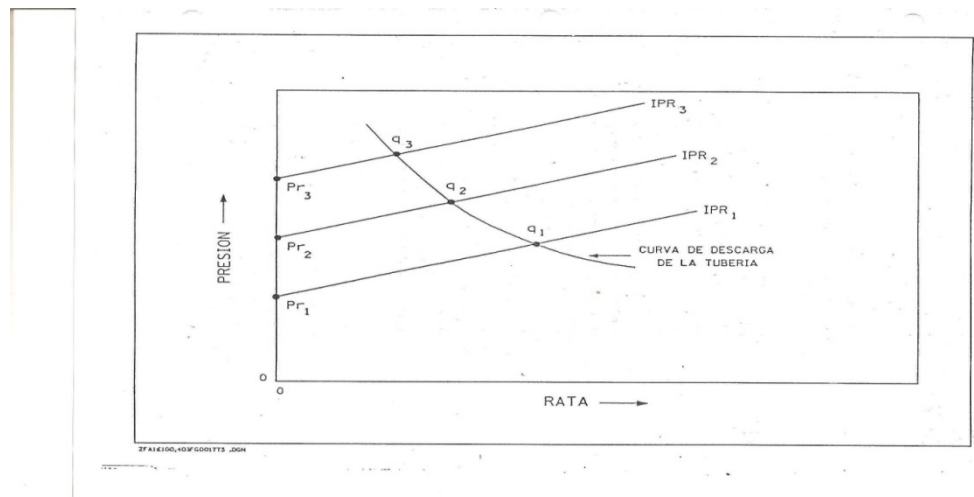 IPR3
q3
IPR2
Pr3
q2
IPR1
q1
Pr2
CURVA DE DESCARGA
DE LA TUBERIA
PRESION
Pr1
0
0
RATA